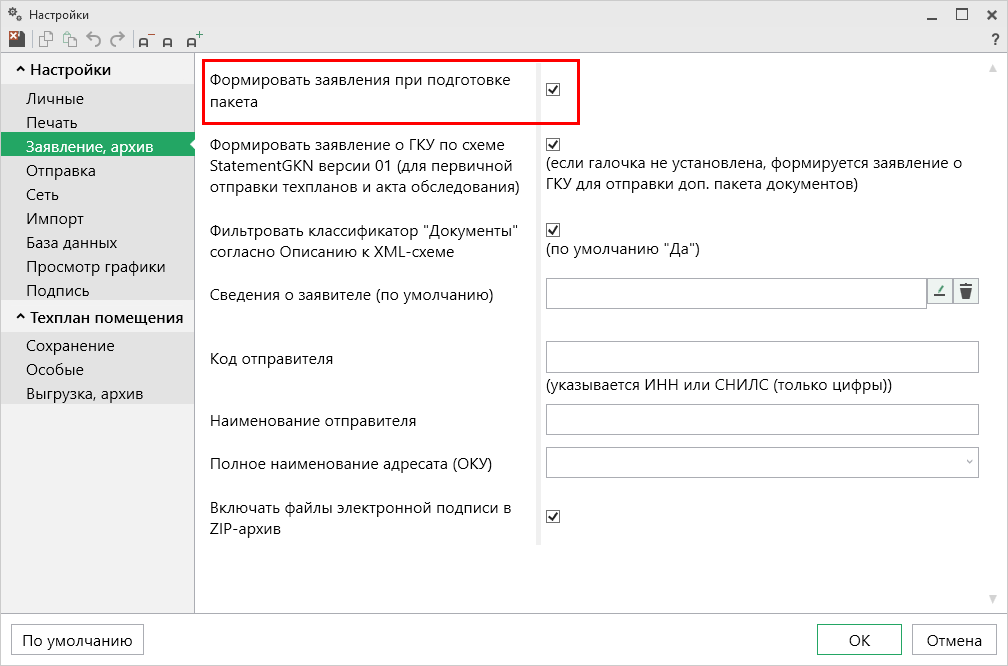 Настройки
?
Настройки
Личные
Печать
Заявление, архив
Отправка
Сеть
Импорт
База данных
Просмотр графики
Подпись
Техплан помещения
Сохранение
Особые
Выгрузка, архив
Формировать заявления при подготовке
пакета
Формировать заявление о ГКУ по схеме
StatementGKN версии 01 (для первичной
отправки техпланов и акта обследования)
(если галочка не установлена, формируется заявление о
ГКУ для отправки доп. пакета документов)
Фильтровать классификатор "Документы"
согласно Описанию к XML-схеме
(по умолчанию "Да")
Сведения о заявителе (по умолчанию)
Код отправителя
(указывается ИНН или СНИЛС (только цифры))
Наименование отправителя
Полное наименование адресата (ОКУ)
Включать файлы электронной подписи в
ZIP-архив
По умолчанию
ОК
Отмена